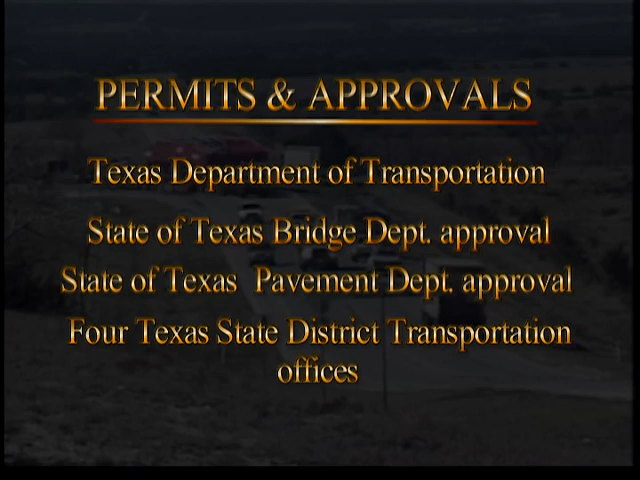 PERMITS & APPROVALS
Texas Department of Transportation
State of Texas Bridge Dept. approval
State of Texas  Pavement Dept. approval
Four Texas State District Transportation
offices